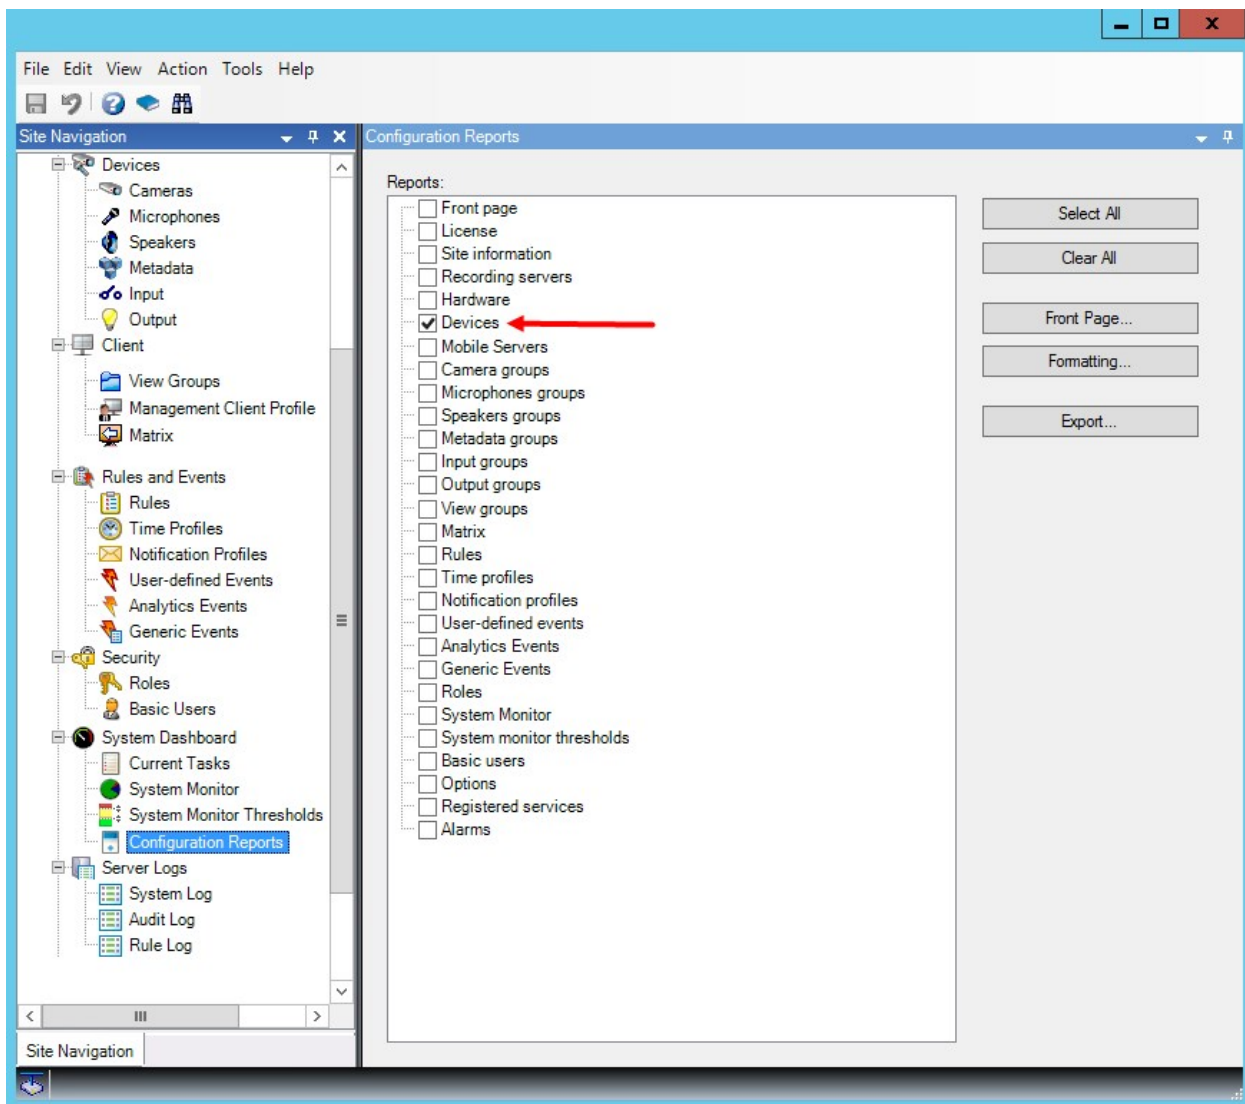 File Edit View Action Tools Help
Site Navigation
Devices
Cameras
Microphones
Speakers
Metadata
Input
Output
Client
View Groups
Management Client Profile
Matrix
Rules and Events
Rules
Time Profiles
Notification Profiles
User-defined Events
Analytics Events
Generic Events
Security
Roles
Basic Users
System Dashboard
Current Tasks
System Monitor
System Monitor Thresholds
Configuration Reports
Server Logs
System Log
Audit Log
Rule Log
Site Navigation
Configuration Reports
Reports:
Front page
License
Site information
Recording servers
Hardware
Devices
Mobile Servers
Camera groups
Microphones groups
Speakers groups
Metadata groups
Input groups
Output groups
View groups
Matrix
Rules
Time profiles
Notification profiles
User-defined events
Analytics Events
Generic Events
Roles
System Monitor
System monitor thresholds
Basic users
Options
Registered services
Alarms
Select All
Clear All
Front Page...
Formatting...
Export...